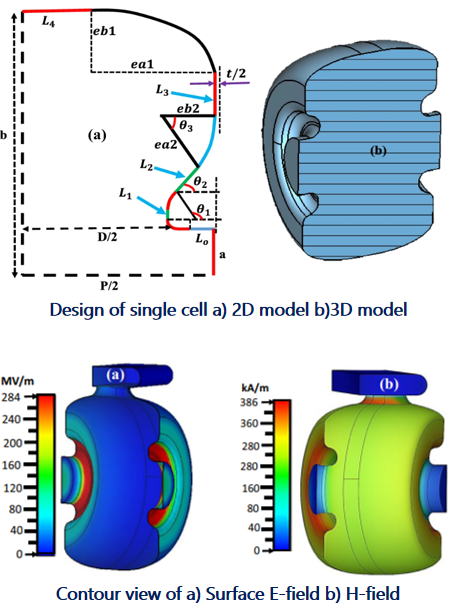 L4
eb1
ea1
t/2
L3
eb2
θ3
b
(a)
ea2
(b)
L2
θ2
L1
θ1
D/2
Lo
a
P/2
Design of single cell a) 2D model b)3D model
MV/m
(a)
kA/m
(b)
284
240
200
160
120
80
40
0
386
360
320
280
240
200
160
120
80
40
0
Contour view of a) Surface E-field b) H-field